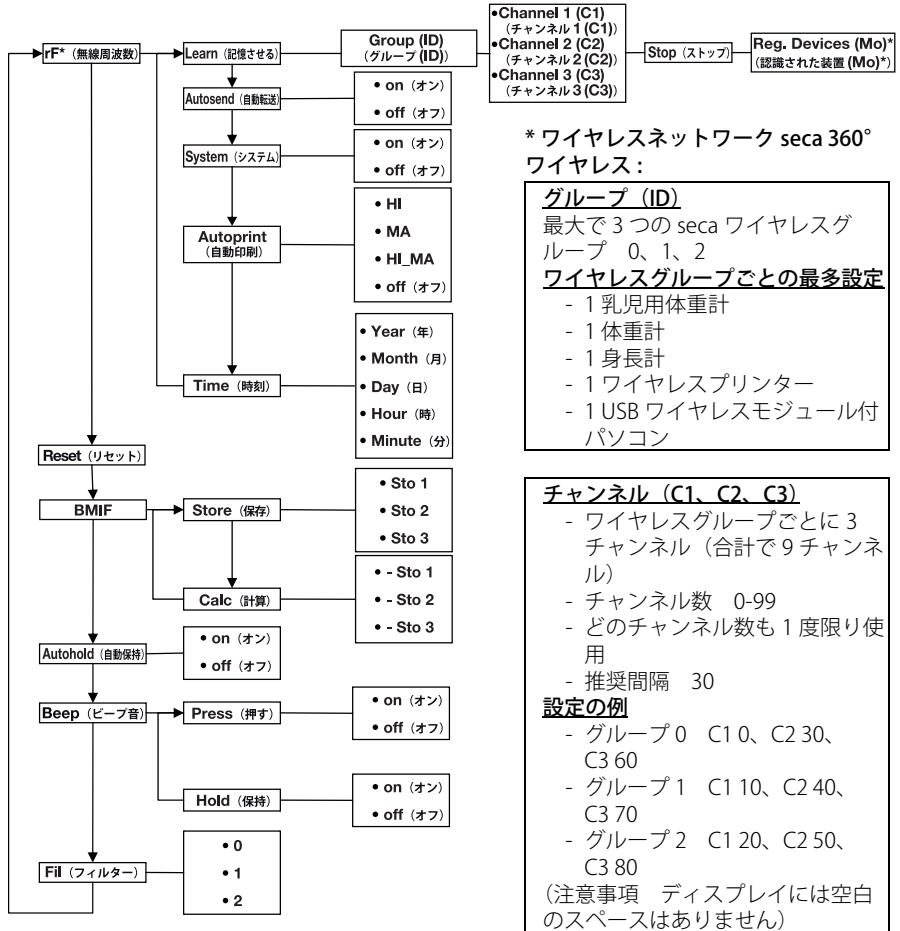 rF* (無線周波数)
Learn (記憶させる)
Group (ID)
(グループ (ID))
•Channel 1 (C1)
(チャンネル 1 (C1))
•Channel 2 (C2)
(チャンネル 2 (C2))
•Channel 3 (C3)
(チャンネル 3 (C3))
Stop (ストップ)
Reg. Devices (Mo)*
(認識された装置 (Mo)*)
Autosend (自動転送)
• on (オン)
• off (オフ)
System (システム)
• on (オン)
• off (オフ)
Autoprint
(自動印刷)
• HI
• MA
• HI_MA
• off (オフ)
Time (時刻)
• Year (年)
• Month (月)
• Day (日)
• Hour (時)
• Minute (分)
Reset (リセット)
BMIF
Store (保存)
• Sto 1
• Sto 2
• Sto 3
Calc (計算)
• - Sto 1
• - Sto 2
• - Sto 3
Autohold (自動保持)
• on (オン)
• off (オフ)
Beep (ビープ音)
Press (押す)
• on (オン)
• off (オフ)
Hold (保持)
• on (オン)
• off (オフ)
Fil (フィルター)
• 0
• 1
• 2
* ワイヤレスネットワーク seca 360°
ワイヤレス :
グループ（ID）
最大で 3 つの seca ワイヤレスグ
ループ　0、1、2
ワイヤレスグループごとの最多設定
- 1 乳児用体重計
- 1 体重計
- 1 身長計
- 1 ワイヤレスプリンター
- 1 USB ワイヤレスモジュール付
パソコン
チャンネル（C1、C2、C3）
- ワイヤレスグループごとに 3
チャンネル（合計で 9 チャンネ
ル）
- チャンネル数　0-99
- どのチャンネル数も 1 度限り使
用
- 推奨間隔　30
設定の例
- グループ 0　C1 0、C2 30、
C3 60
- グループ 1　C1 10、C2 40、
C3 70
- グループ 2　C1 20、C2 50、
C3 80
（注意事項　ディスプレイには空白
のスペースはありません）